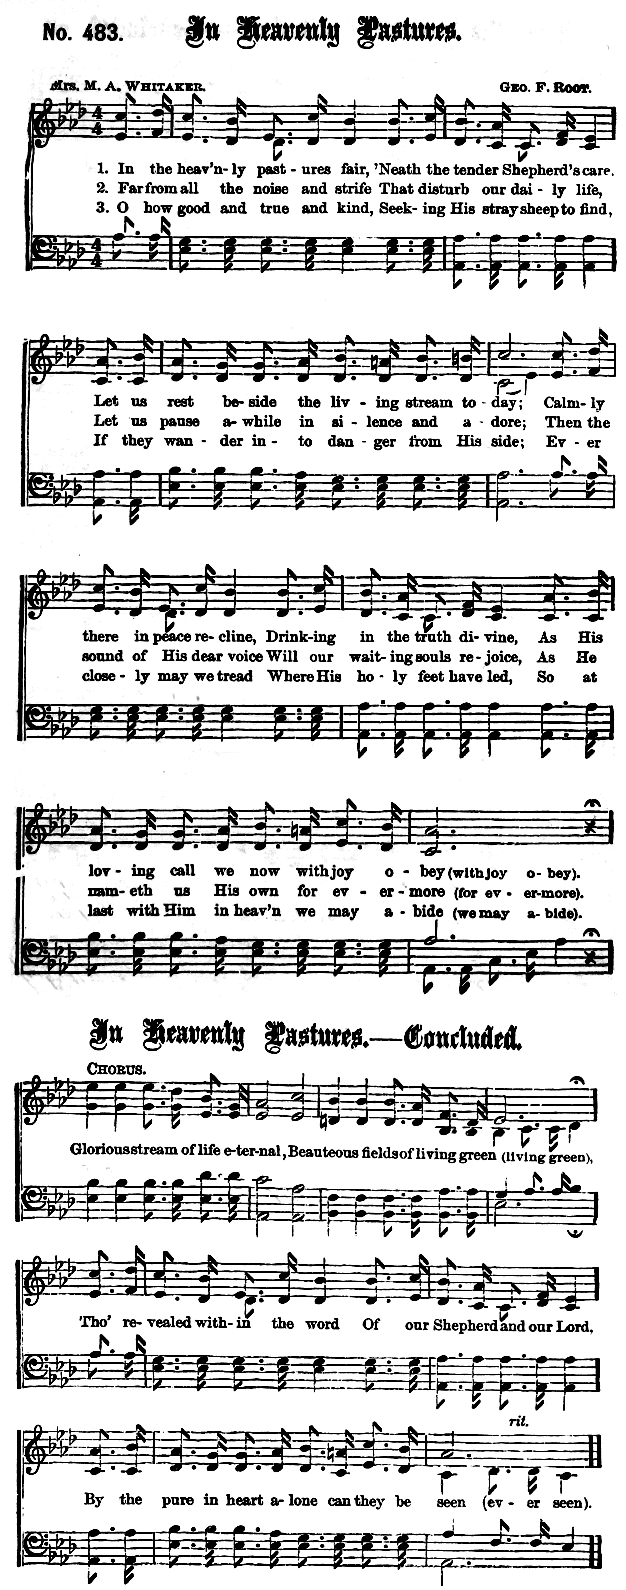 No. 483. In Heavenly Pastures.
Mrs. M. A. Whitaker. Geo. F. Root.
1. In the heav'n-ly past-ures fair, 'Neath the tender Shepherd's care.
2. Far from all the noise and strife That disturb our dai-ly life,
3. O how good and true and kind, Seek-ing His stray sheep to find,
Let us rest be-side the liv-ing stream to-day; Calm-ly
Let us pause a-while in si-lence and a-dore; Then the
If they wan-der in-to dan-ger from His side; Ev-er
there in peace re-cline, Drink-ing in the truth di-vine, As His
sound of His dear voice Will our wait-ing souls re-joice, As He
close-ly may we tread Where His ho-ly feet have led, So at
lov-ing call we now with joy o-bey (with joy o-bey).
nam-eth us His own for ev-er-more (for ev-er-more).
last with Him in heav'n we may a-bide (we may a-bide).
In Heavenly Pastures.—Concluded.
Chorus.
Glorious stream of life e-ter-nal, Beauteous fields of living green (living green),
Tho' re-vealed with-in the word Of our Shepherd and our Lord,
rit.
By the pure in heart a-lone can they be seen (ev-er seen).